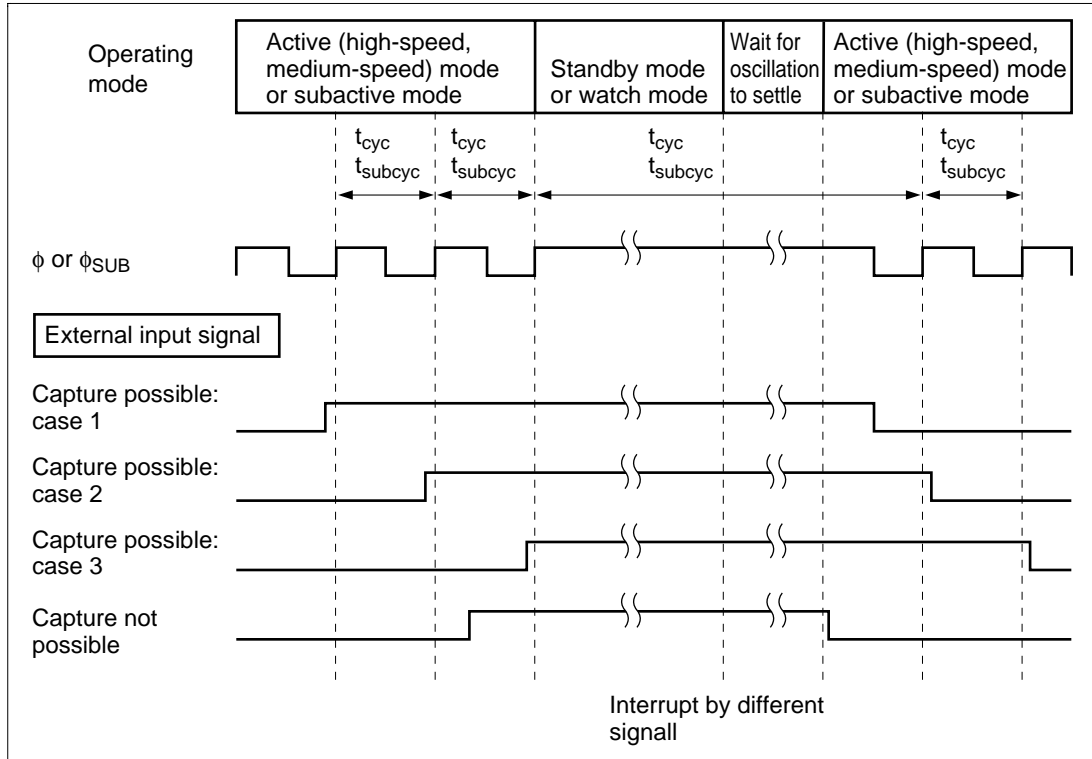 Operating
mode
Active (high-speed,
medium-speed) mode
or subactive mode
Standby mode
or watch mode
Wait for
oscillation
to settle
Active (high-speed,
medium-speed) mode
or subactive mode
tcyc
tsubcyc
tcyc
tsubcyc
tcyc
tsubcyc
tcyc
tsubcyc
φ or φSUB
External input signal
Capture possible:
case 1
Capture possible:
case 2
Capture possible:
case 3
Capture not
possible
Interrupt by different
signall